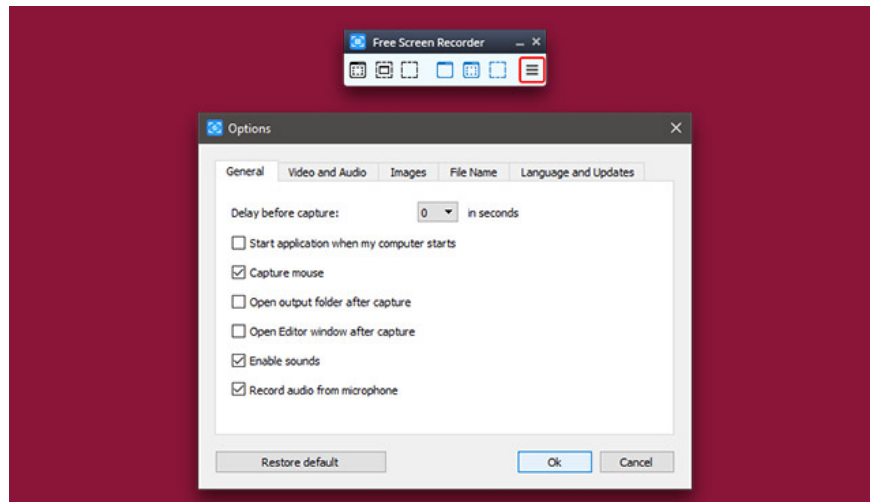 Free Screen Recorder
Options
General Video and Audio Images File Name Language and Updates
Delay before capture: 0 in seconds
Start application when my computer starts
Capture mouse
Open output folder after capture
Open Editor window after capture
Enable sounds
Record audio from microphone
Restore default Ok Cancel